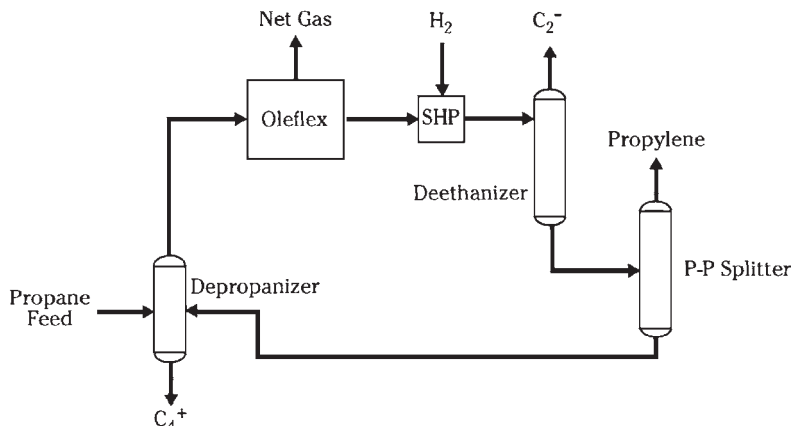 Net Gas
H₂
C₂⁻
Oleflex
SHP
Propylene
Deethanizer
P-P Splitter
Depropanizer
Propane
Feed
C₄⁺